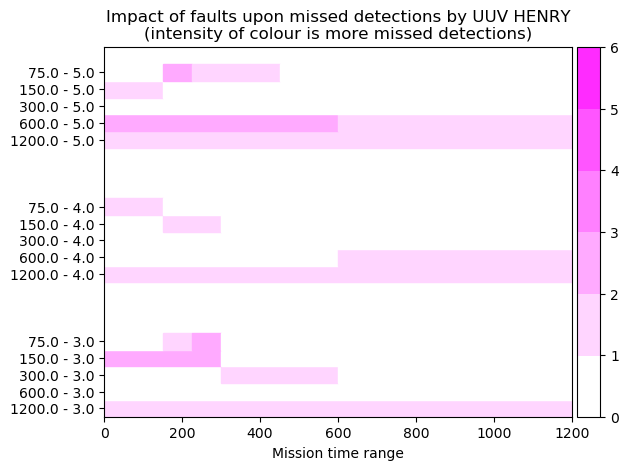 Impact of faults upon missed detections by UUV HENRY
(intensity of colour is more missed detections)
75.0 - 5.0
150.0 - 5.0
300.0 - 5.0
600.0 - 5.0
1200.0 - 5.0
75.0 - 4.0
150.0 - 4.0
300.0 - 4.0
600.0 - 4.0
1200.0 - 4.0
75.0 - 3.0
150.0 - 3.0
300.0 - 3.0
600.0 - 3.0
1200.0 - 3.0
0 200 400 600 800 1000 1200
Mission time range
6
5
4
3
2
1
0